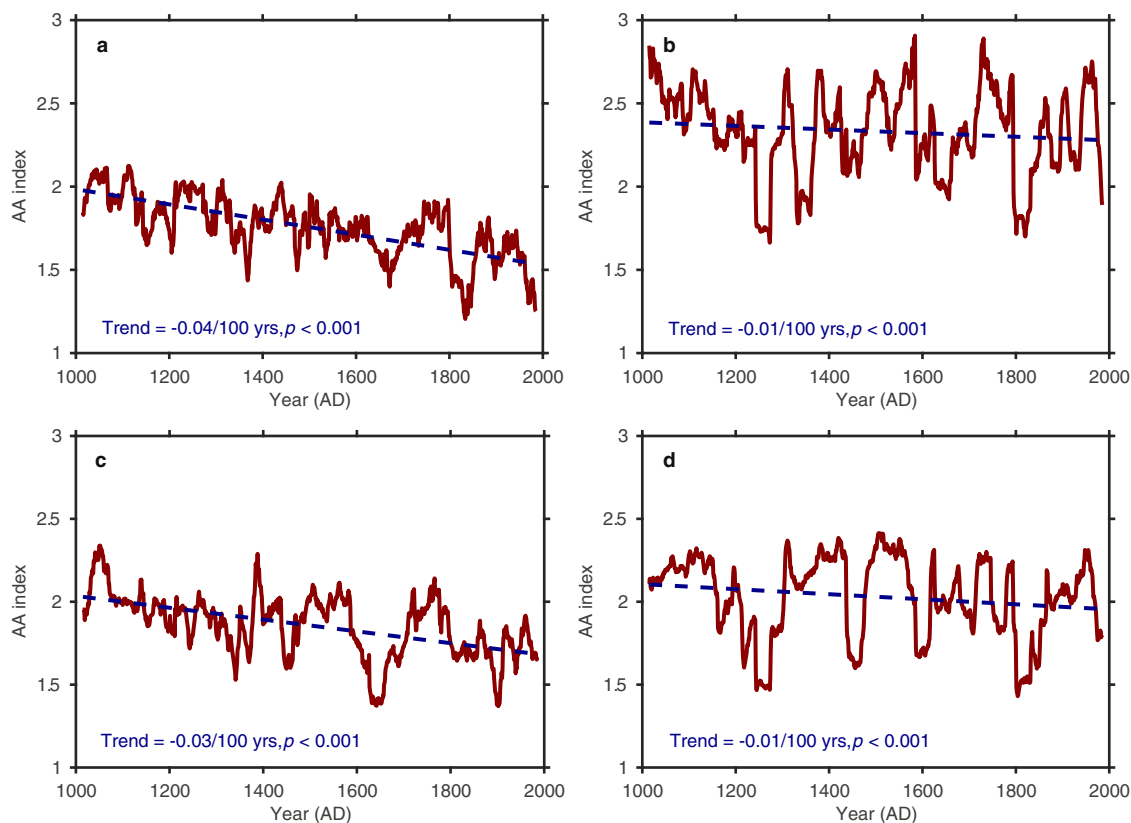 a
AA index
3
2.5
2
1.5
1
Trend = -0.04/100 yrs,p < 0.001
1000 1200 1400 1600 1800 2000
Year (AD)
b
AA index
3
2.5
2
1.5
1
Trend = -0.01/100 yrs,p < 0.001
1000 1200 1400 1600 1800 2000
Year (AD)
c
AA index
3
2.5
2
1.5
1
Trend = -0.03/100 yrs,p < 0.001
1000 1200 1400 1600 1800 2000
Year (AD)
d
AA index
3
2.5
2
1.5
1
Trend = -0.01/100 yrs,p < 0.001
1000 1200 1400 1600 1800 2000
Year (AD)